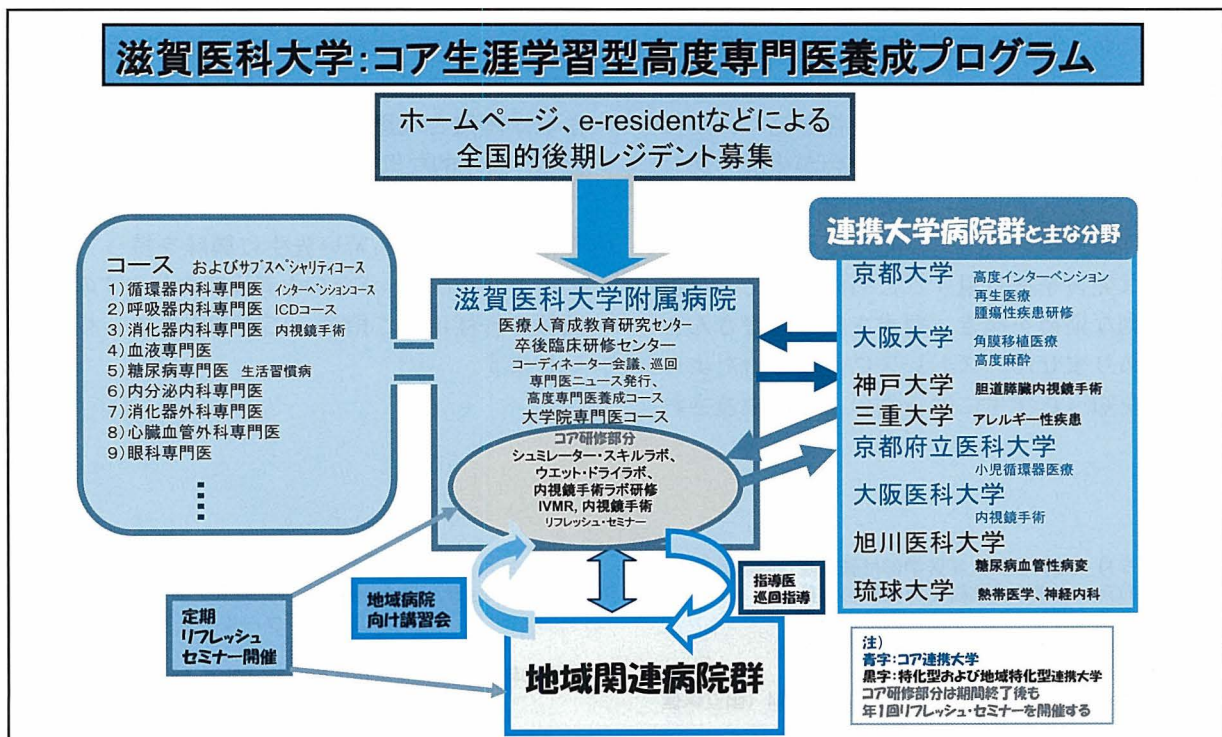 滋賀医科大学:コア生涯学習型高度専門医養成プログラム
ホームページ、e-residentなどによる
全国的後期レジデント募集
コース およびサブスペシャリティコース
1)循環器内科専門医 インターベンションコース
2)呼吸器内科専門医 ICDコース
3)消化器内科専門医 内視鏡手術
4)血液専門医
5)糖尿病専門医 生活習慣病
6)内分泌内科専門医
7)消化器外科専門医
8)心臓血管外科専門医
9)眼科専門医
滋賀医科大学附属病院
医療人育成教育研究センター
卒後臨床研修センター
コーディネーター会議、巡回
専門医ニュース発行、
高度専門医養成コース
大学院専門医コース
コア研修部分
シュミレーター・スキルラボ、
ウエット・ドライラボ、
内視鏡手術ラボ研修
IVMR, 内視鏡手術
リフレッシュ・セミナー
連携大学病院群と主な分野
京都大学 高度インターベンション
再生医療
腫瘍性疾患研修
大阪大学 角膜移植医療
高度麻酔
神戸大学 胆道膵臓内視鏡手術
三重大学 アレルギー性疾患
京都府立医科大学
小児循環器医療
大阪医科大学
内視鏡手術
旭川医科大学
糖尿病血管性病変
琉球大学 熱帯医学、神経内科
定期
リフレッシュ
セミナー開催
地域病院
向け講習会
指導医
巡回指導
地域関連病院群
注)
青字:コア連携大学
黒字:特化型および地域特化型連携大学
コア研修部分は期間終了後も
年1回リフレッシュ・セミナーを開催する